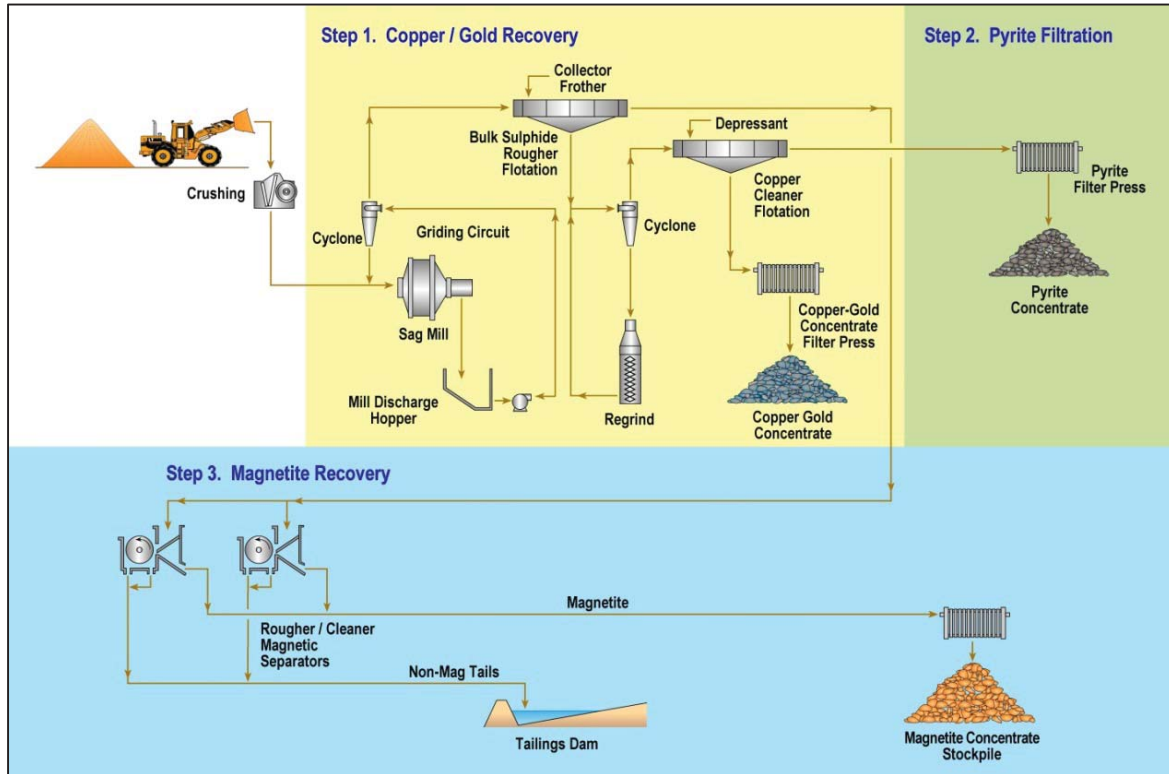 Step 1. Copper / Gold Recovery
Step 2. Pyrite Filtration
Collector
Frother
Depressant
Bulk Sulphide
Rougher
Flotation
Crushing
Copper
Cleaner
Flotation
Pyrite
Filter Press
Cyclone
Griding Circuit
Cyclone
Pyrite
Concentrate
Sag Mill
Copper-Gold
Concentrate
Filter Press
Mill Discharge
Hopper
Regrind
Copper Gold
Concentrate
Step 3. Magnetite Recovery
Magnetite
Rougher / Cleaner
Magnetic
Separators
Non-Mag Tails
Tailings Dam
Magnetite Concentrate
Stockpile